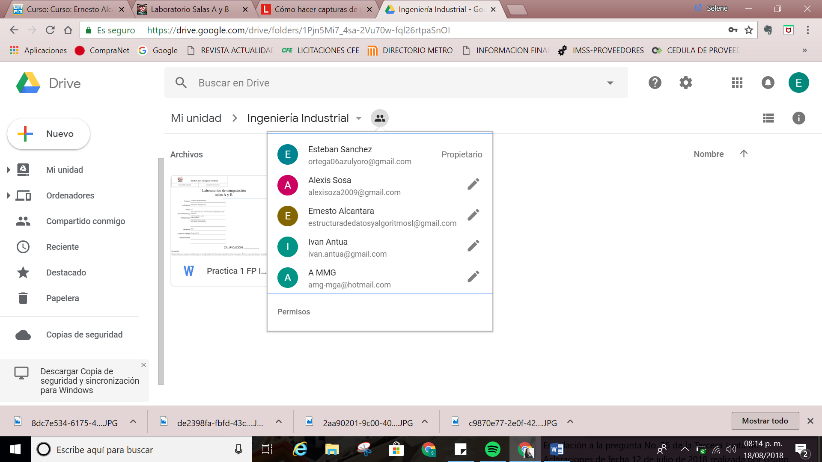 Curso: Curso: Ernesto Alc
Laboratorio Salas A y B
Cómo hacer capturas de
Ingeniería Industrial - Goo
Selene
Es seguro
https://drive.google.com/drive/folders/1Pjn5Mi7_4sa-2Vu70w-fql26rtpaSnOl
Aplicaciones
CompraNet
Google
REVISTA ACTUALIDAD
CFE LICITACIONES CFE
DIRECTORIO METRO
INFORMACION FINAN
IMSS-PROVEEDORES
CEDULA DE PROVEE
Drive
Buscar en Drive
E
Nuevo
Mi unidad > Ingeniería Industrial
Archivos
Nombre
Mi unidad
Ordenadores
Compartido conmigo
Reciente
Destacado
Papelera
Copias de seguridad
Descargar Copia de
seguridad y sincronización
para Windows
W Practica 1 FP I...
E Esteban Sanchez Propietario
ortega06azulyoro@gmail.com
A Alexis Sosa
alexisoza2009@gmail.com
E Ernesto Alcantara
estructuradedatosyalgoritmosI@gmail.com
I Ivan Antua
ivan.antua@gmail.com
A A MMG
amg-mga@hotmail.com
Permisos
8dc7e534-6175-4....JPG
de2398fa-fbfd-43c....J...
2aa90201-9c00-40....JPG
c9870e77-2e0f-42....JPG
Mostrar todo
Escribe aquí para buscar
08:14 p. m.
18/08/2018
2